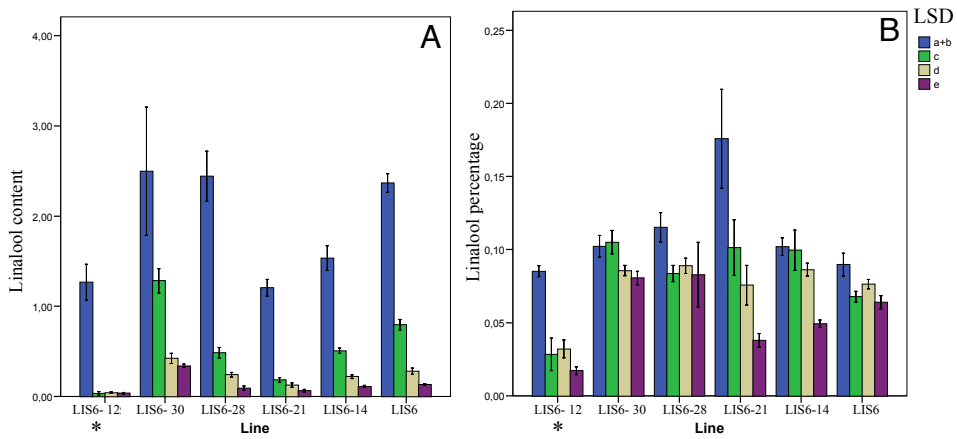 A
Linalool content
4,00
3,00
2,00
1,00
0,00
LIS6- 12 LIS6- 30 LIS6-28 LIS6-21 LIS6-14 LIS6
*
Line
B
Linalool percentage
0,25
0,20
0,15
0,10
0,05
0,00
LIS6- 12 LIS6- 30 LIS6-28 LIS6-21 LIS6-14 LIS6
*
Line
LSD
a+b
c
d
e